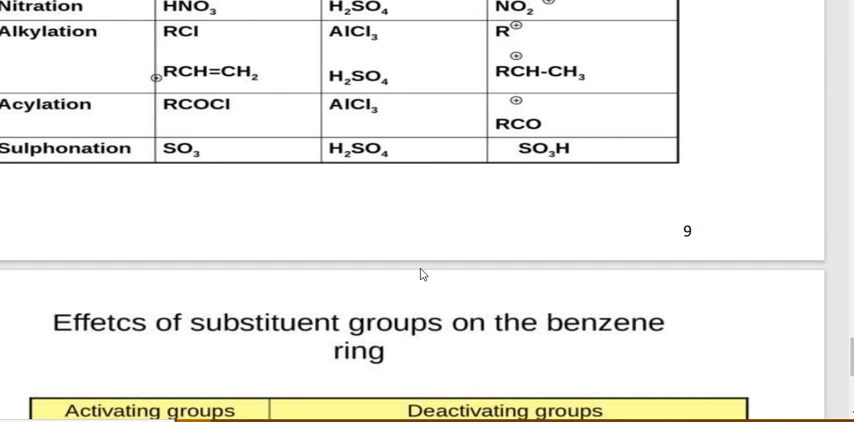 Nitration HNO₃ H₂SO₄ NO₂ ⊕
Alkylation RCl AlCl₃ R⊕
⊕
⊕RCH=CH₂ H₂SO₄ RCH-CH₃
Acylation RCOCl AlCl₃ ⊕
RCO
Sulphonation SO₃ H₂SO₄ SO₃H
9
Effetcs of substituent groups on the benzene
ring
Activating groups Deactivating groups